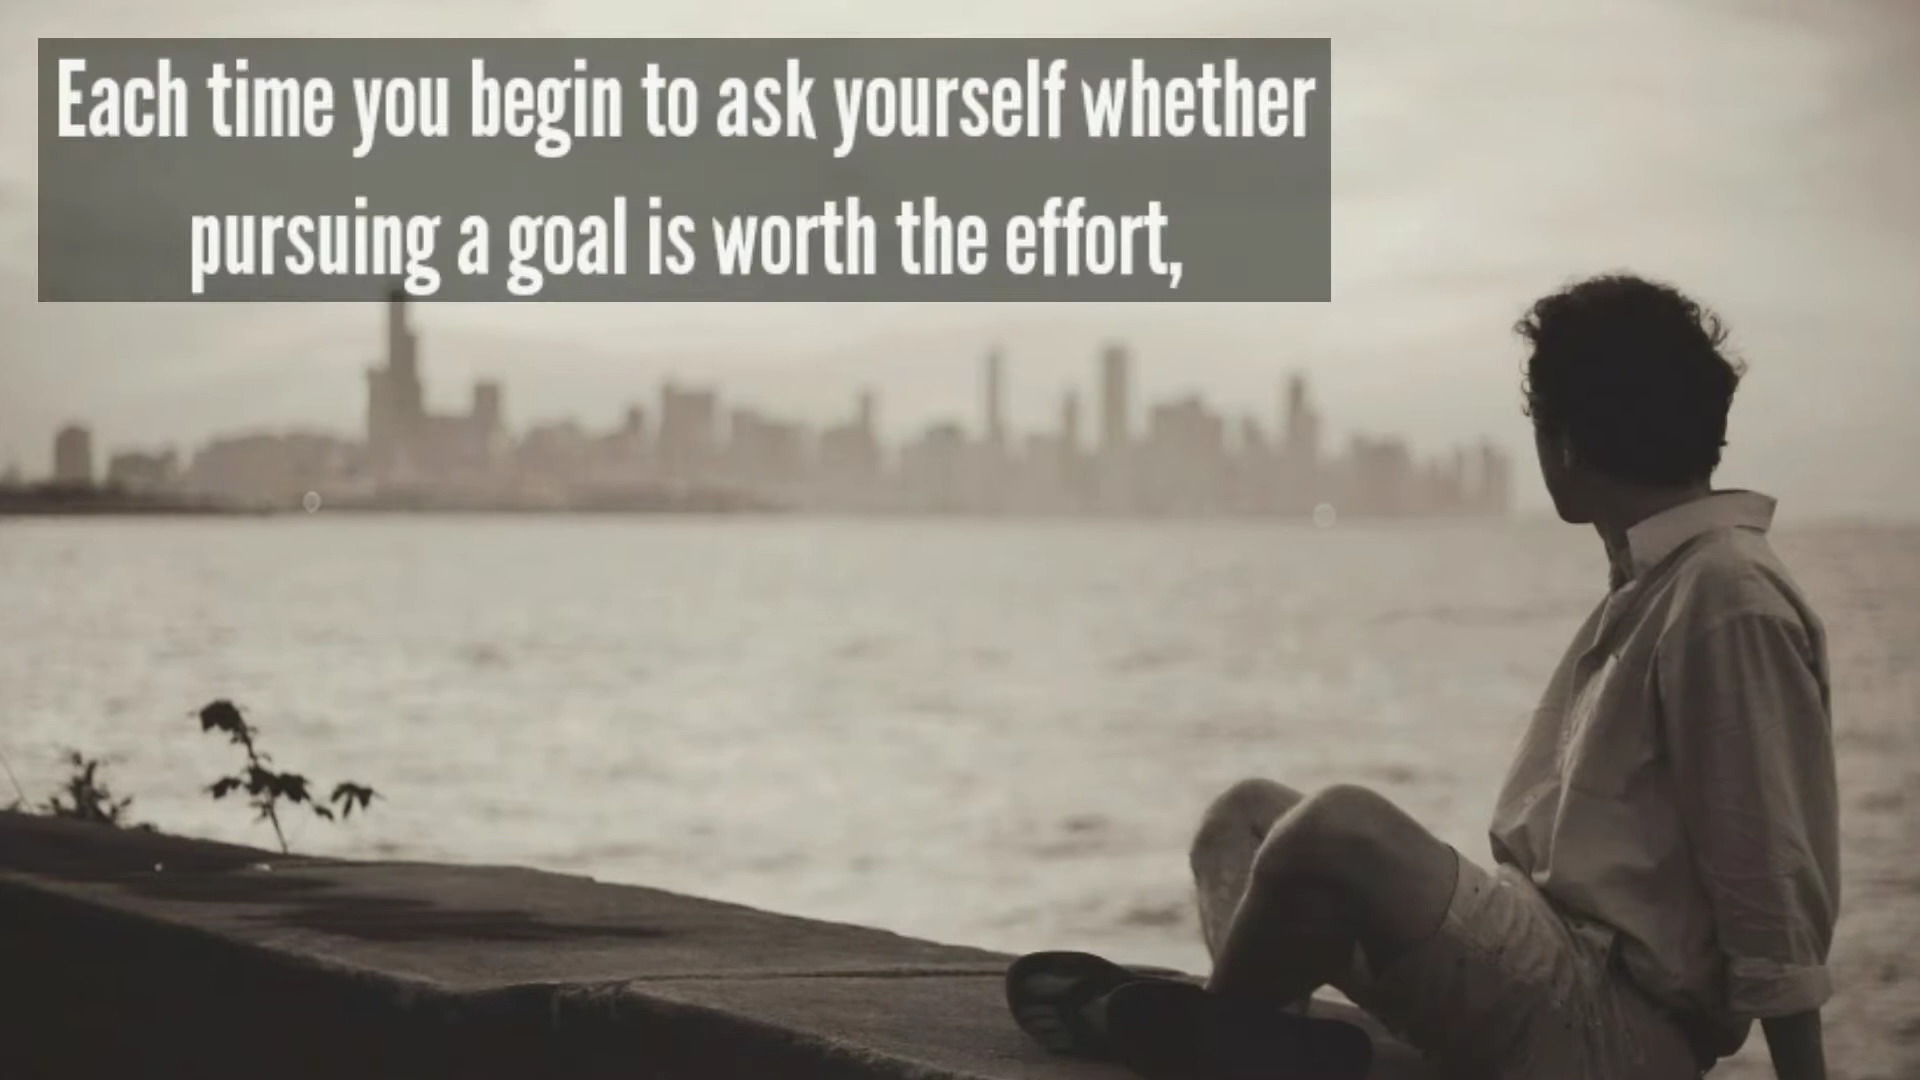 Each time you begin to ask yourself whether
pursuing a goal is worth the effort,